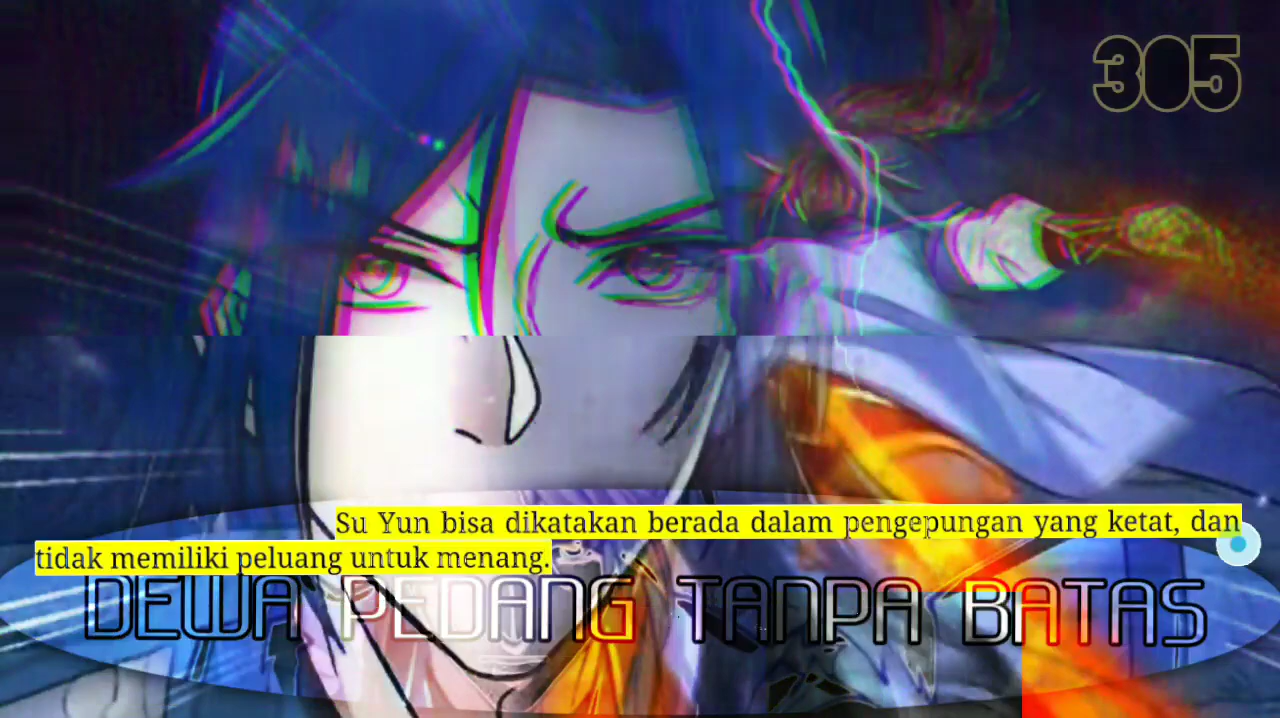 305
Su Yun bisa dikatakan berada dalam pengepungan yang ketat, dan
tidak memiliki peluang untuk menang.
DEWA PEDANG TANPA BATAS